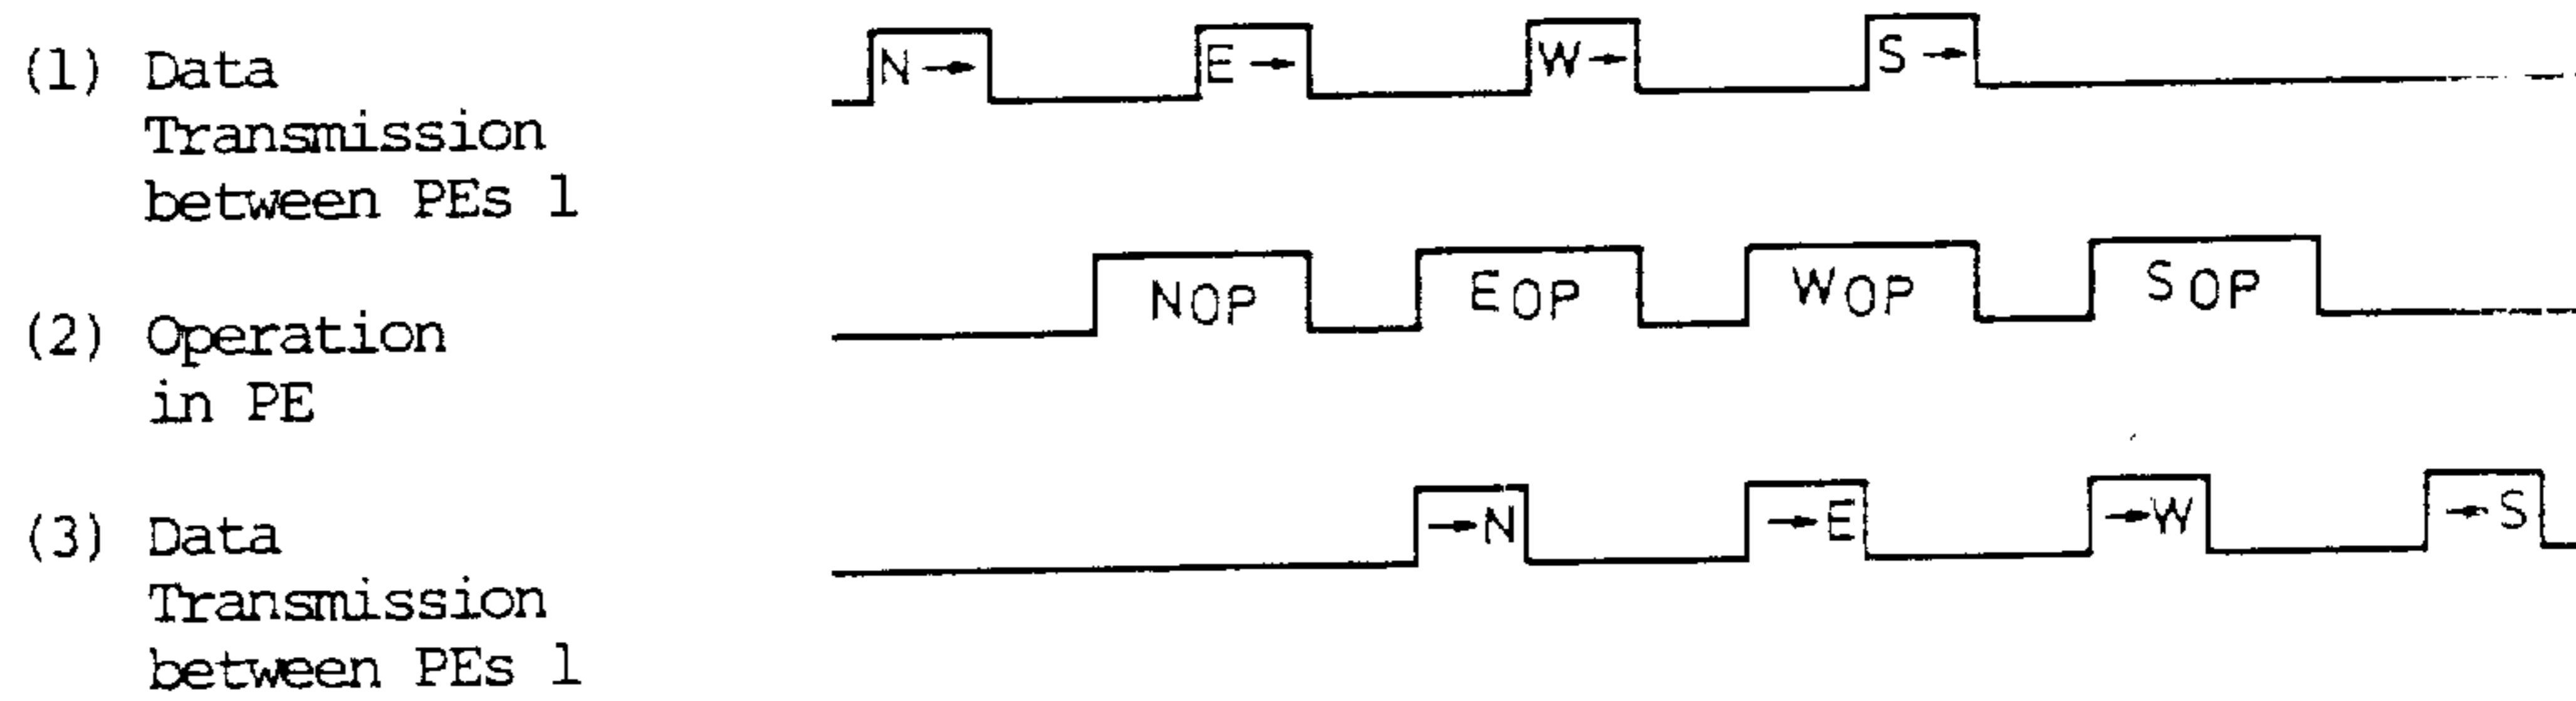 (1) Data
Transmission
between PEs 1
N→
E→
W→
S→
(2) Operation
in PE
NOP
EOP
WOP
SOP
(3) Data
Transmission
between PEs 1
→N
→E
→W
→S